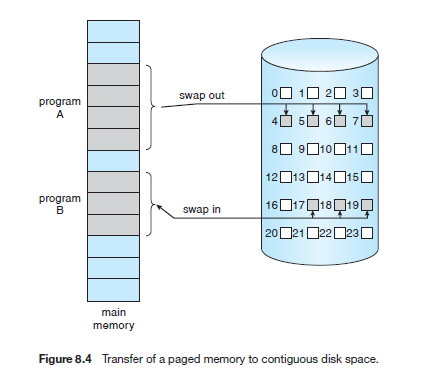 swap out
program
A
0 1 2 3
4 5 6 7
8 9 10 11
12 13 14 15
program
B
swap in
16 17 18 19
20 21 22 23
main
memory
Figure 8.4 Transfer of a paged memory to contiguous disk space.